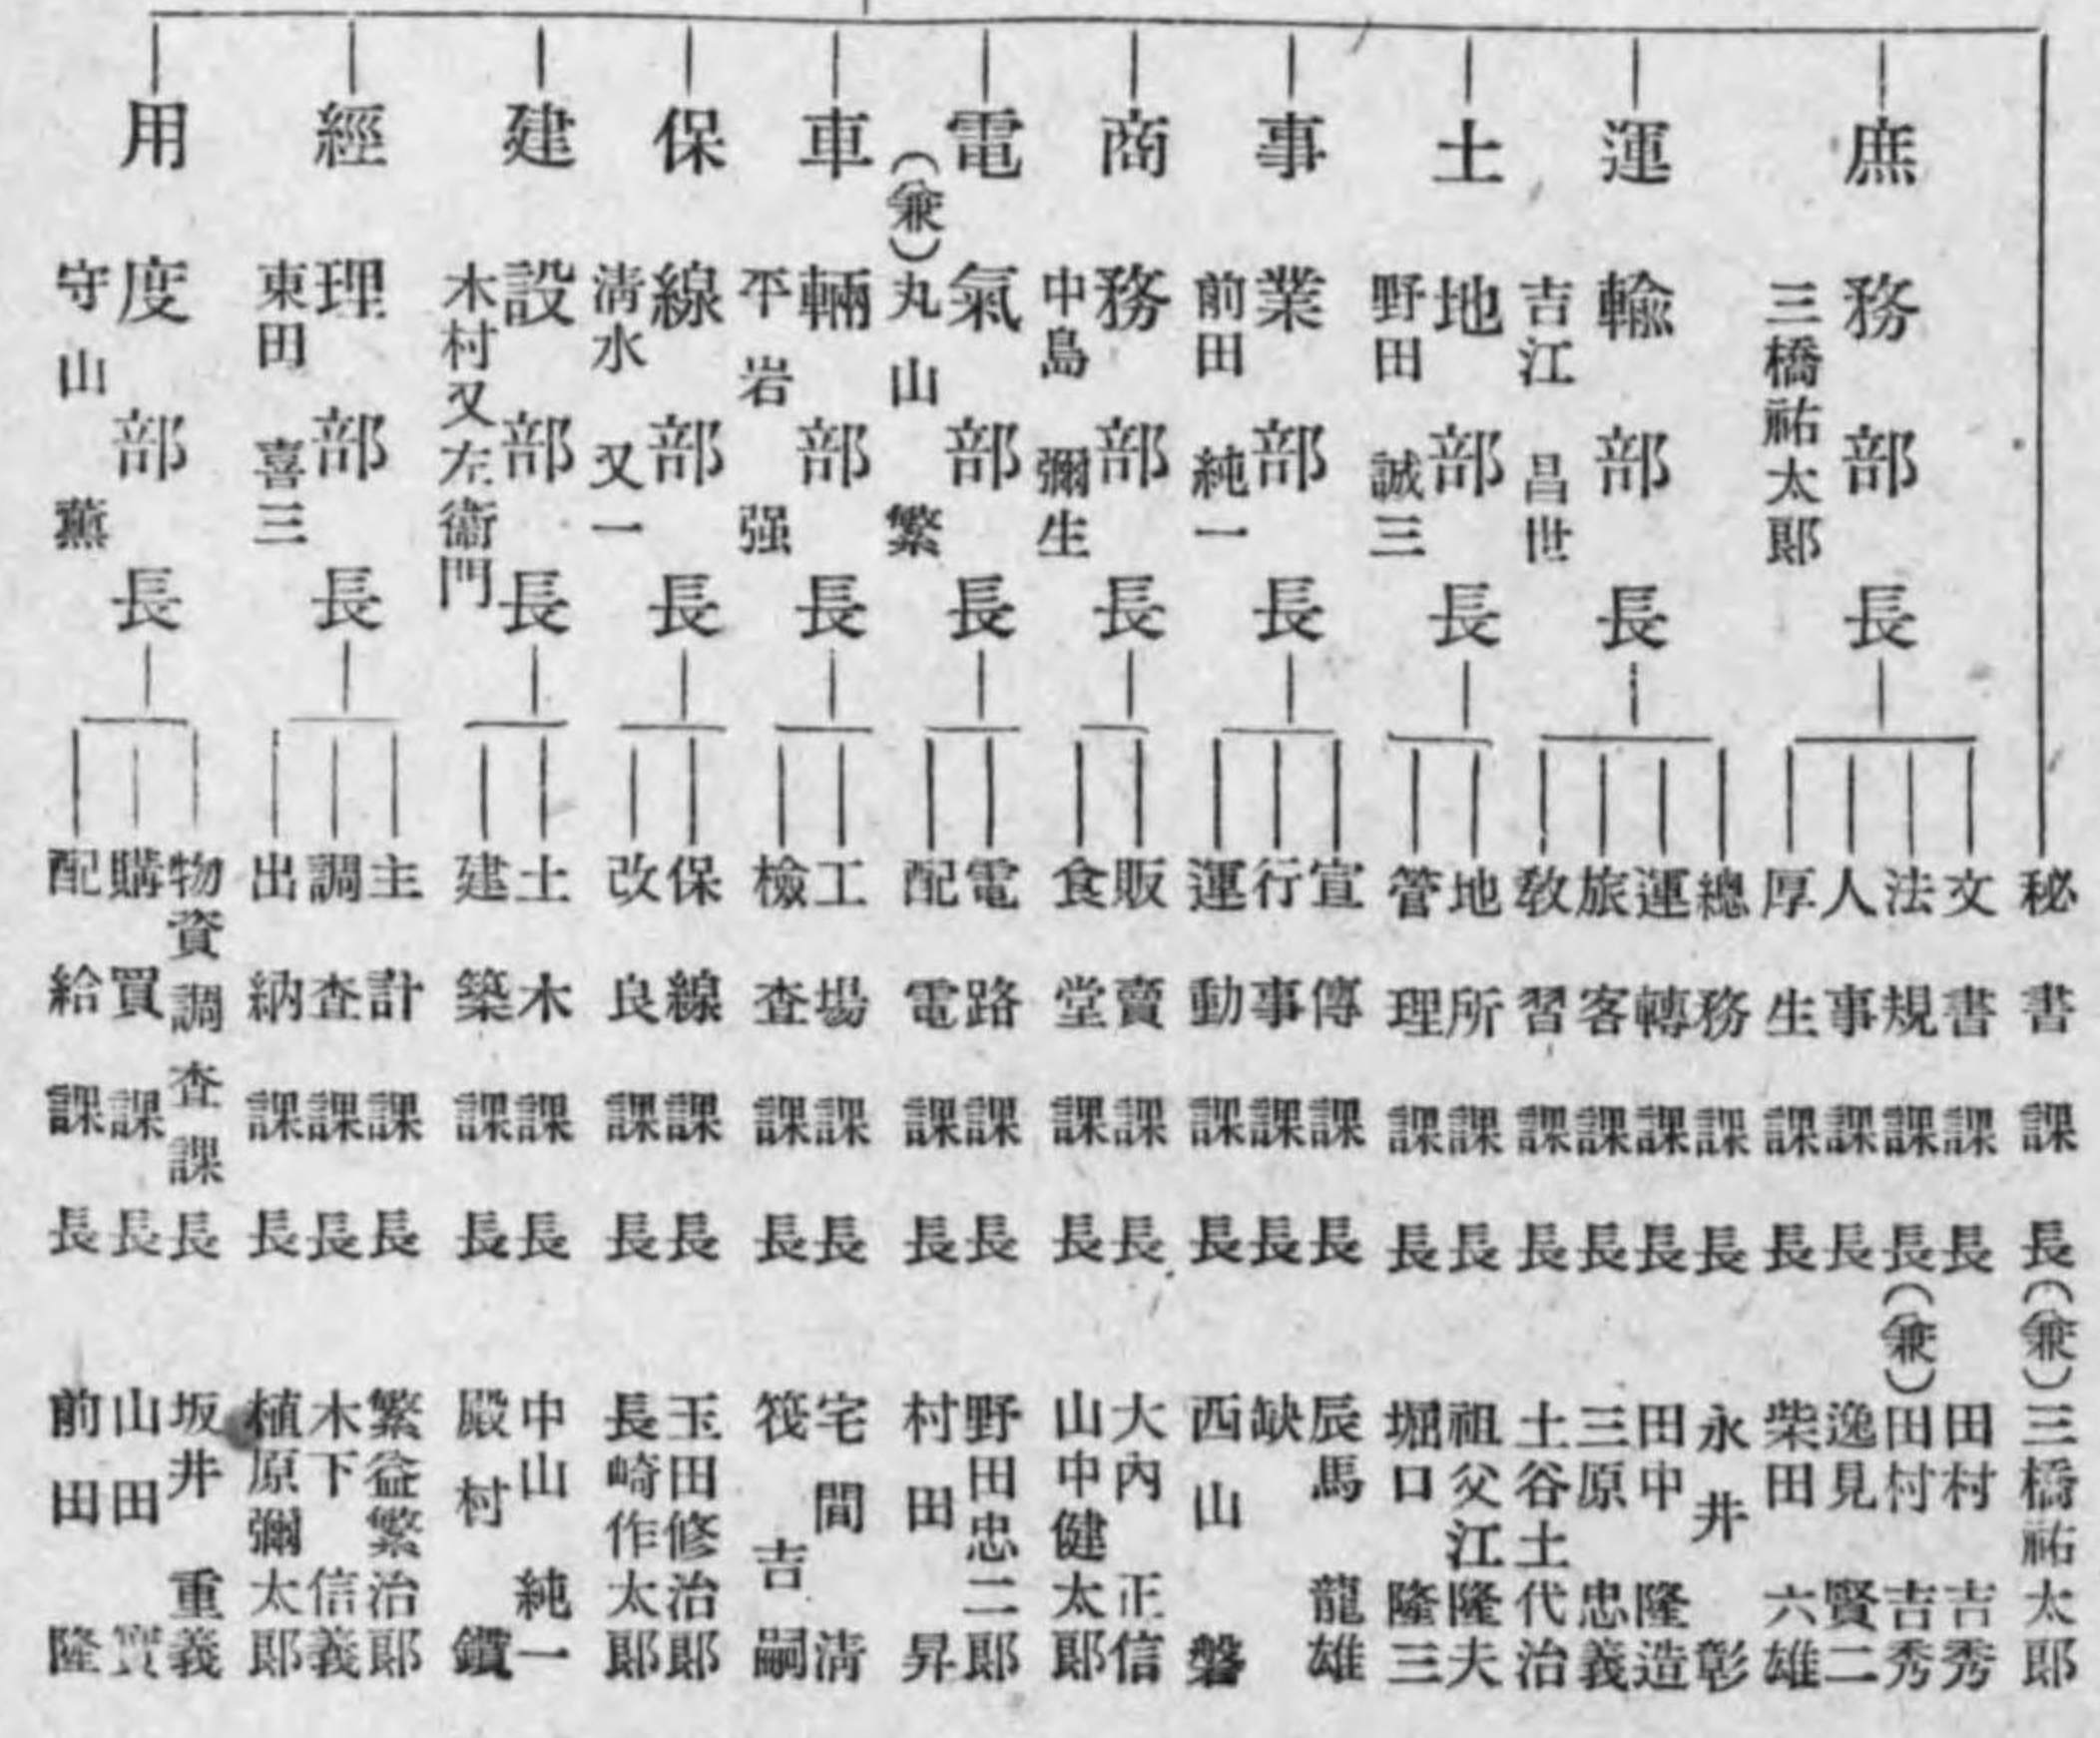 秘書課長(兼)三橋祐太郎
庶務部長
三橋祐太郎
文書課長 田村吉秀
法規課長(兼)田村吉秀
人事課長 逸見賢二
厚生課長 柴田六雄
運輸部長
吉江昌世
總務課長 永井彰
運轉課長 田中隆造
旅客課長 三原忠義
敎習課長 土谷土代治
土地部長
野田誠三
地所課長 祖父江隆夫
管理課長 堀口隆三
事業部長
前田純一
宣傳課長 辰馬龍雄
行事課長 缺
運動課長 西山磐
商務部長
中島彌生
販賣課長 大內正信
食堂課長 山中健太郞
電氣部長
(兼)丸山繁
電路課長 野田忠二郞
配電課長 村田昇
車輛部長
平岩强
工場課長 宅間淸
檢査課長 筏吉嗣
保線部長
淸水又一
保線課長 玉田修治郞
改良課長 長崎作太郞
建設部長
木村又左衞門
土木課長 中山純一
建築課長 殿村鑽
經理部長
東田喜三
主計課長 繁益繁治郞
調査課長 木下信義
出納課長 植原彌太郞
用度部長
守山薰
物資調査課長 坂井重義
購買課長 山田寶
配給課長 前田隆